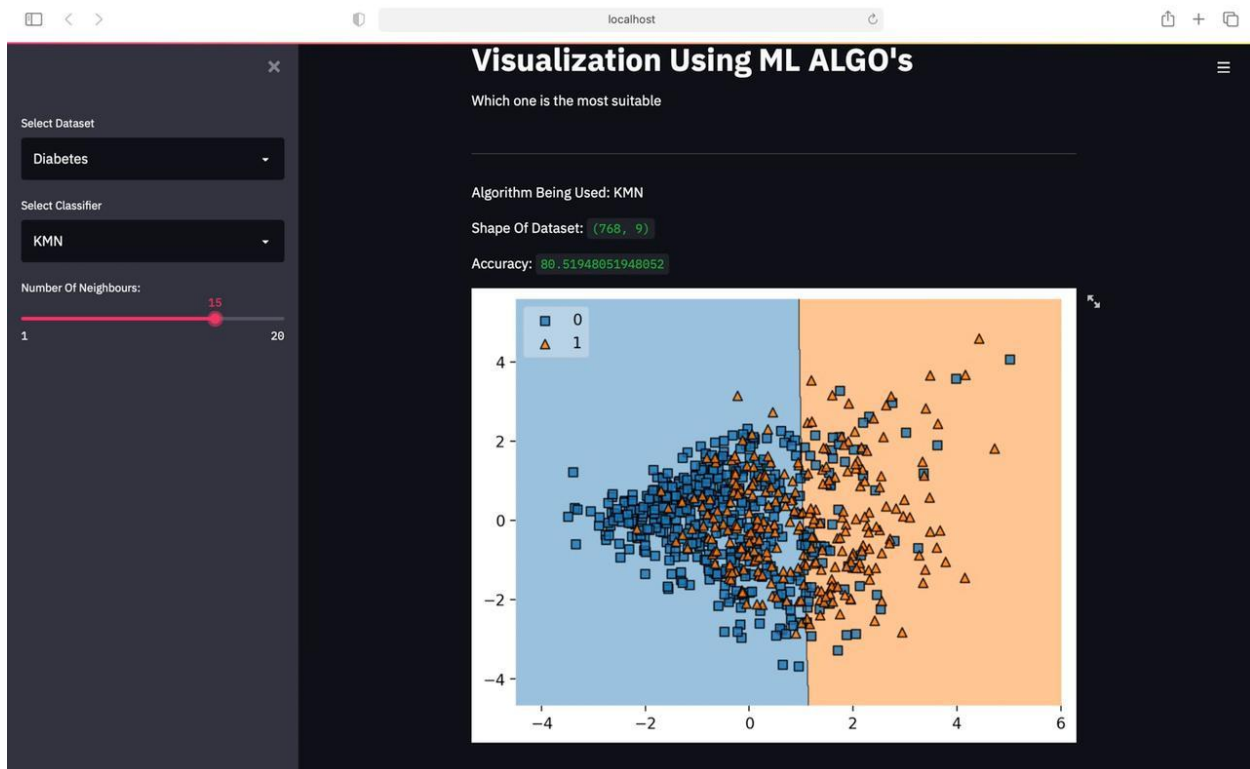 localhost
Visualization Using ML ALGO's
Which one is the most suitable
Select Dataset
Diabetes
Select Classifier
KMN
Number Of Neighbours:
15
1 20
Algorithm Being Used: KMN
Shape Of Dataset: (768, 9)
Accuracy: 80.51948051948052
0
1
4
2
0
−2
−4
−4 −2 0 2 4 6